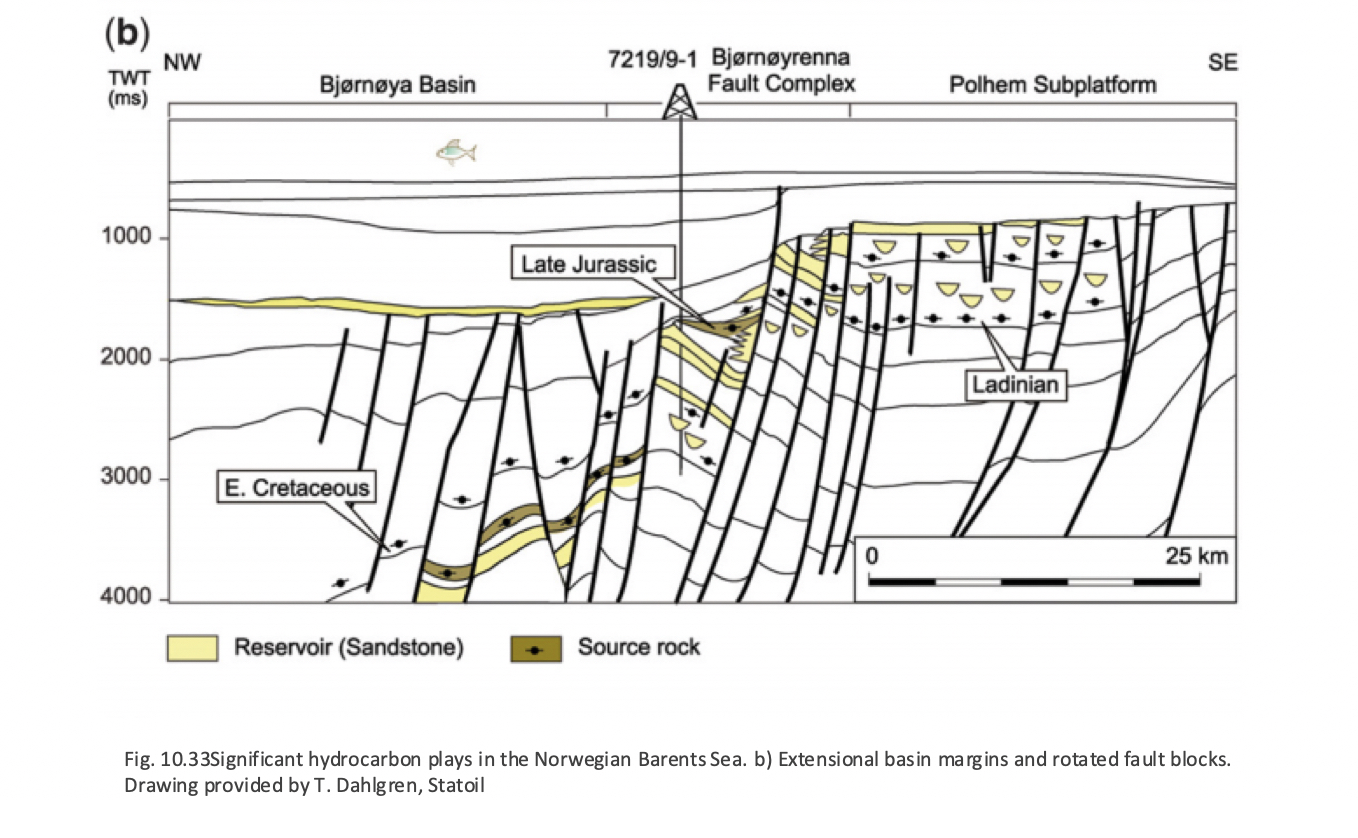 (b)
NW
7219/9-1 Bjørnøyrenna
SE
TWT
(ms)
Bjørnøya Basin
Fault Complex
Polhem Subplatform
1000
Late Jurassic
2000
Ladinian
3000
E. Cretaceous
0 25 km
4000
Reservoir (Sandstone) Source rock
Fig. 10.33Significant hydrocarbon plays in the Norwegian Barents Sea. b) Extensional basin margins and rotated fault blocks.
Drawing provided by T. Dahlgren, Statoil